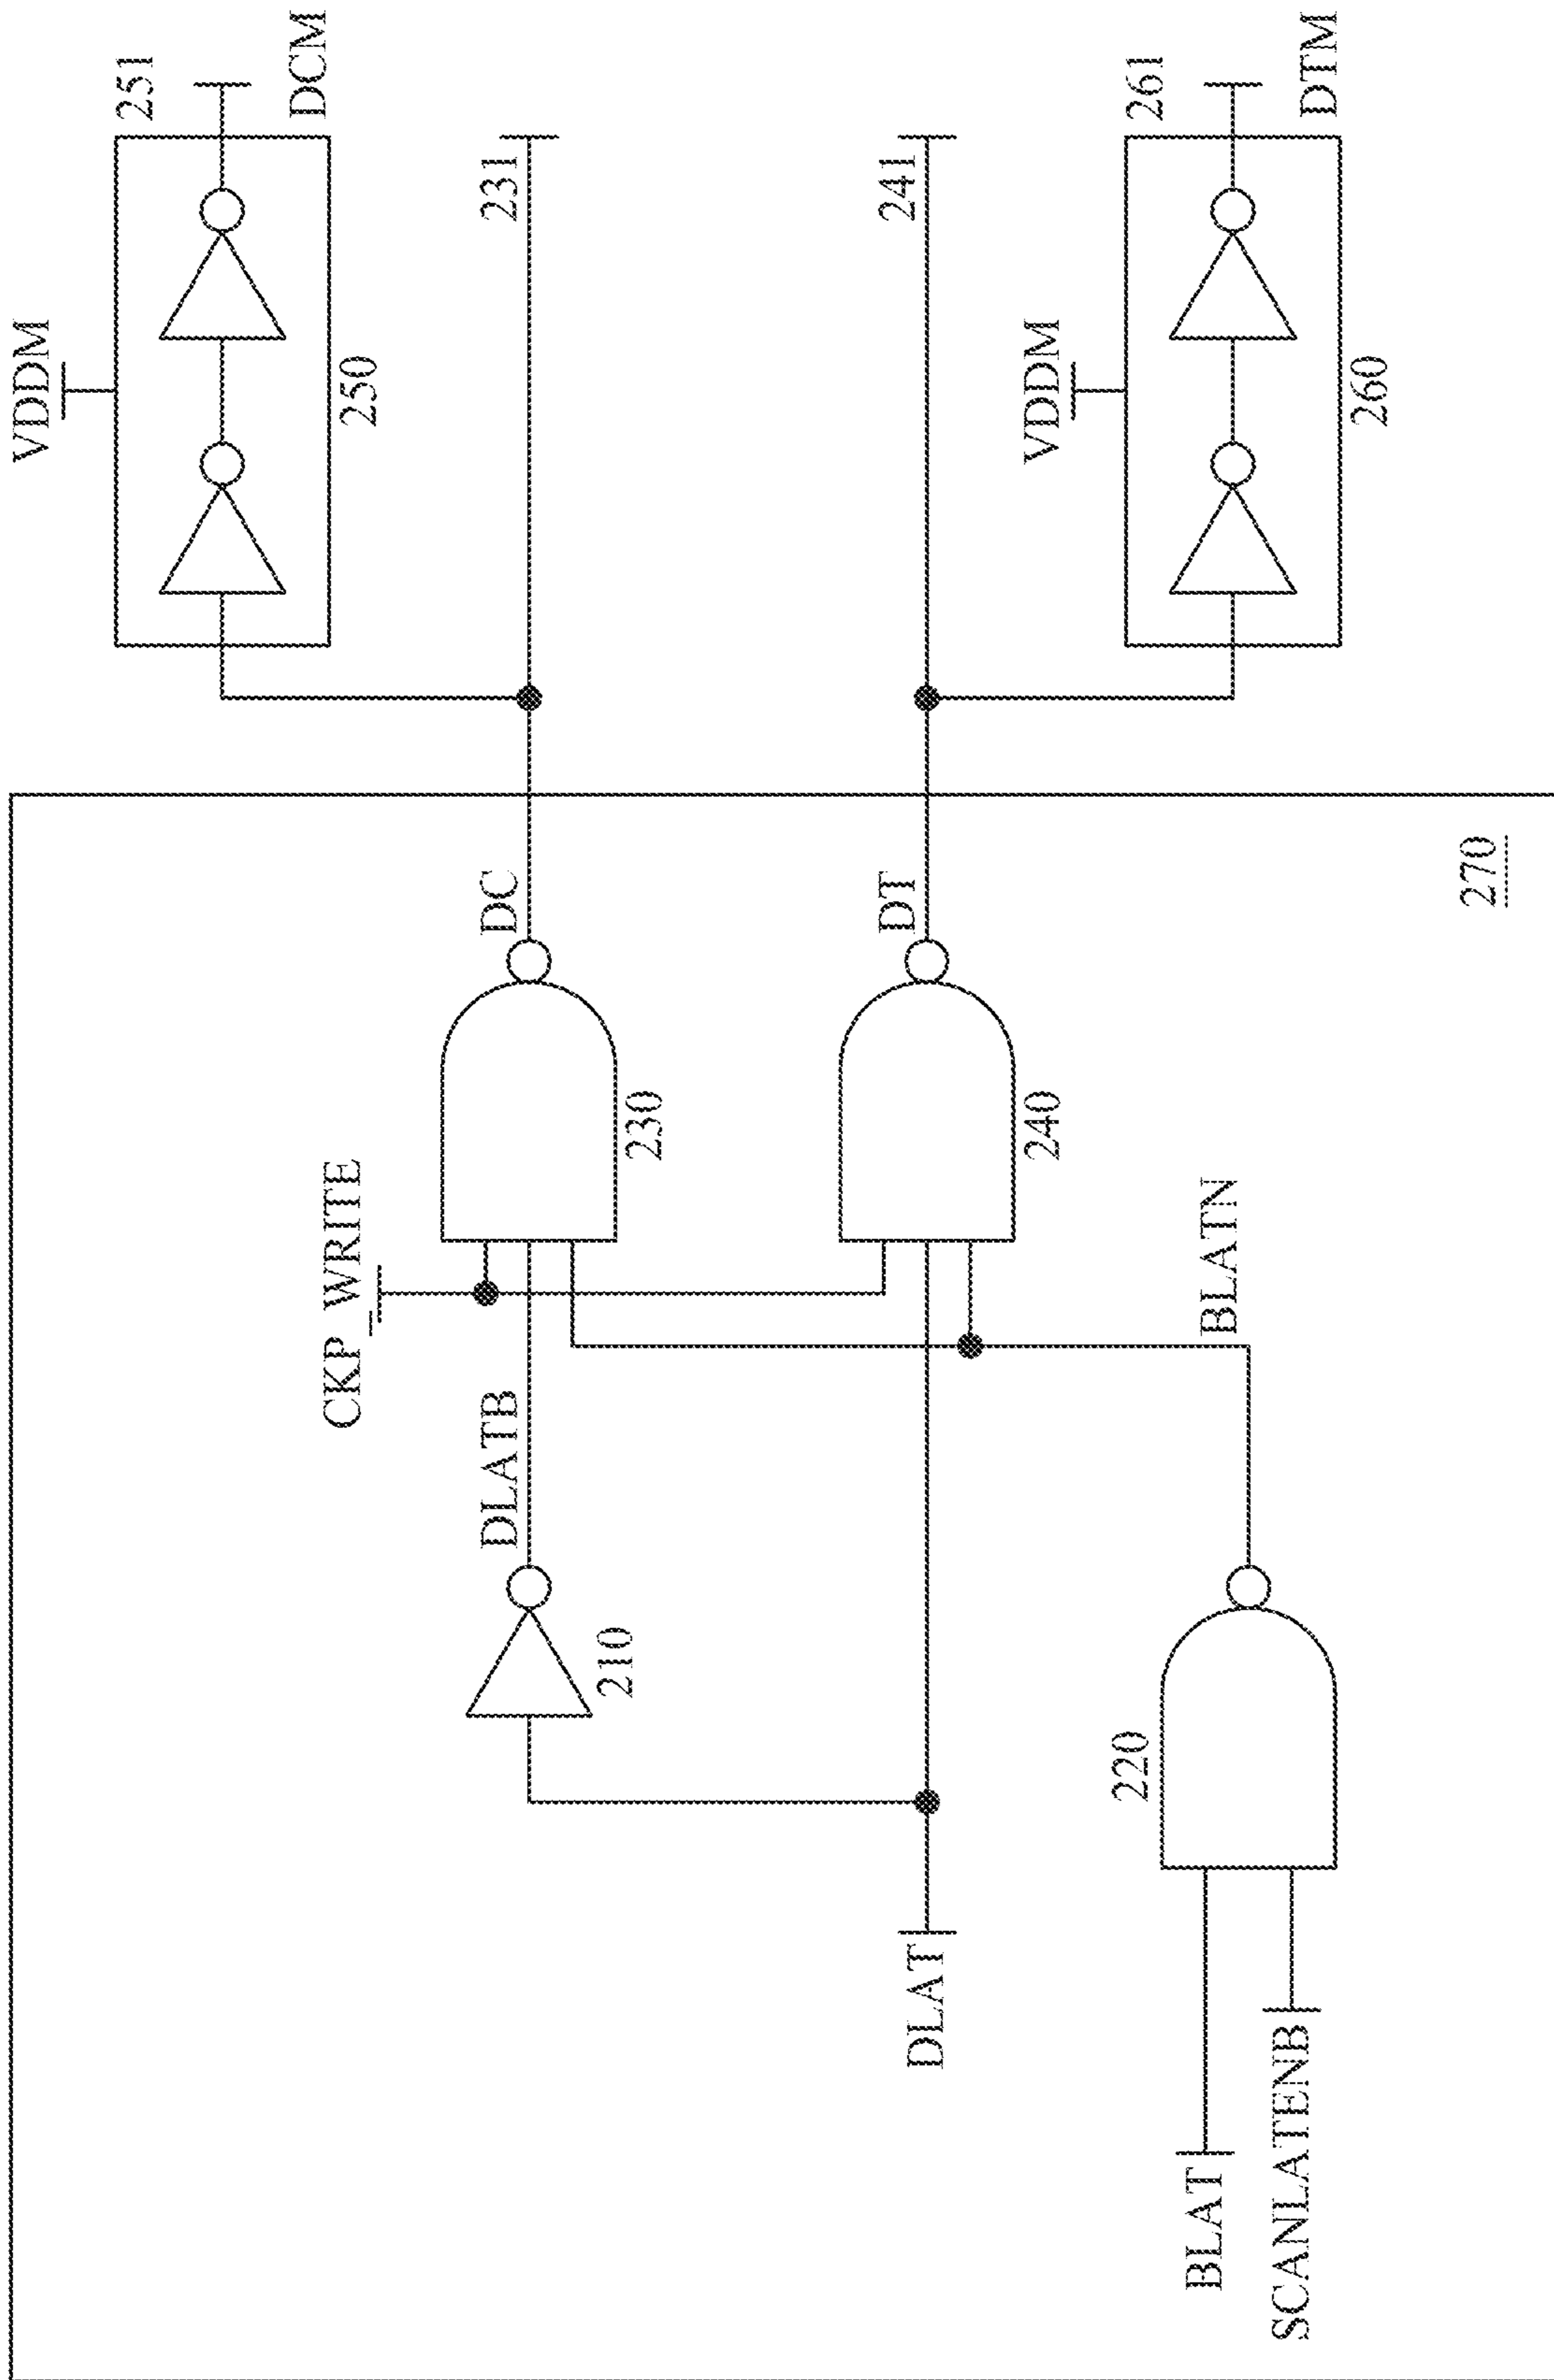 VDDM
251
DCM
250
CKP_WRITE
231
DLATB
DC
210
230
DLAT
DT
241
240
VDDM
261
220
DTM
BLAT
BLATN
260
SCANLATENB
270